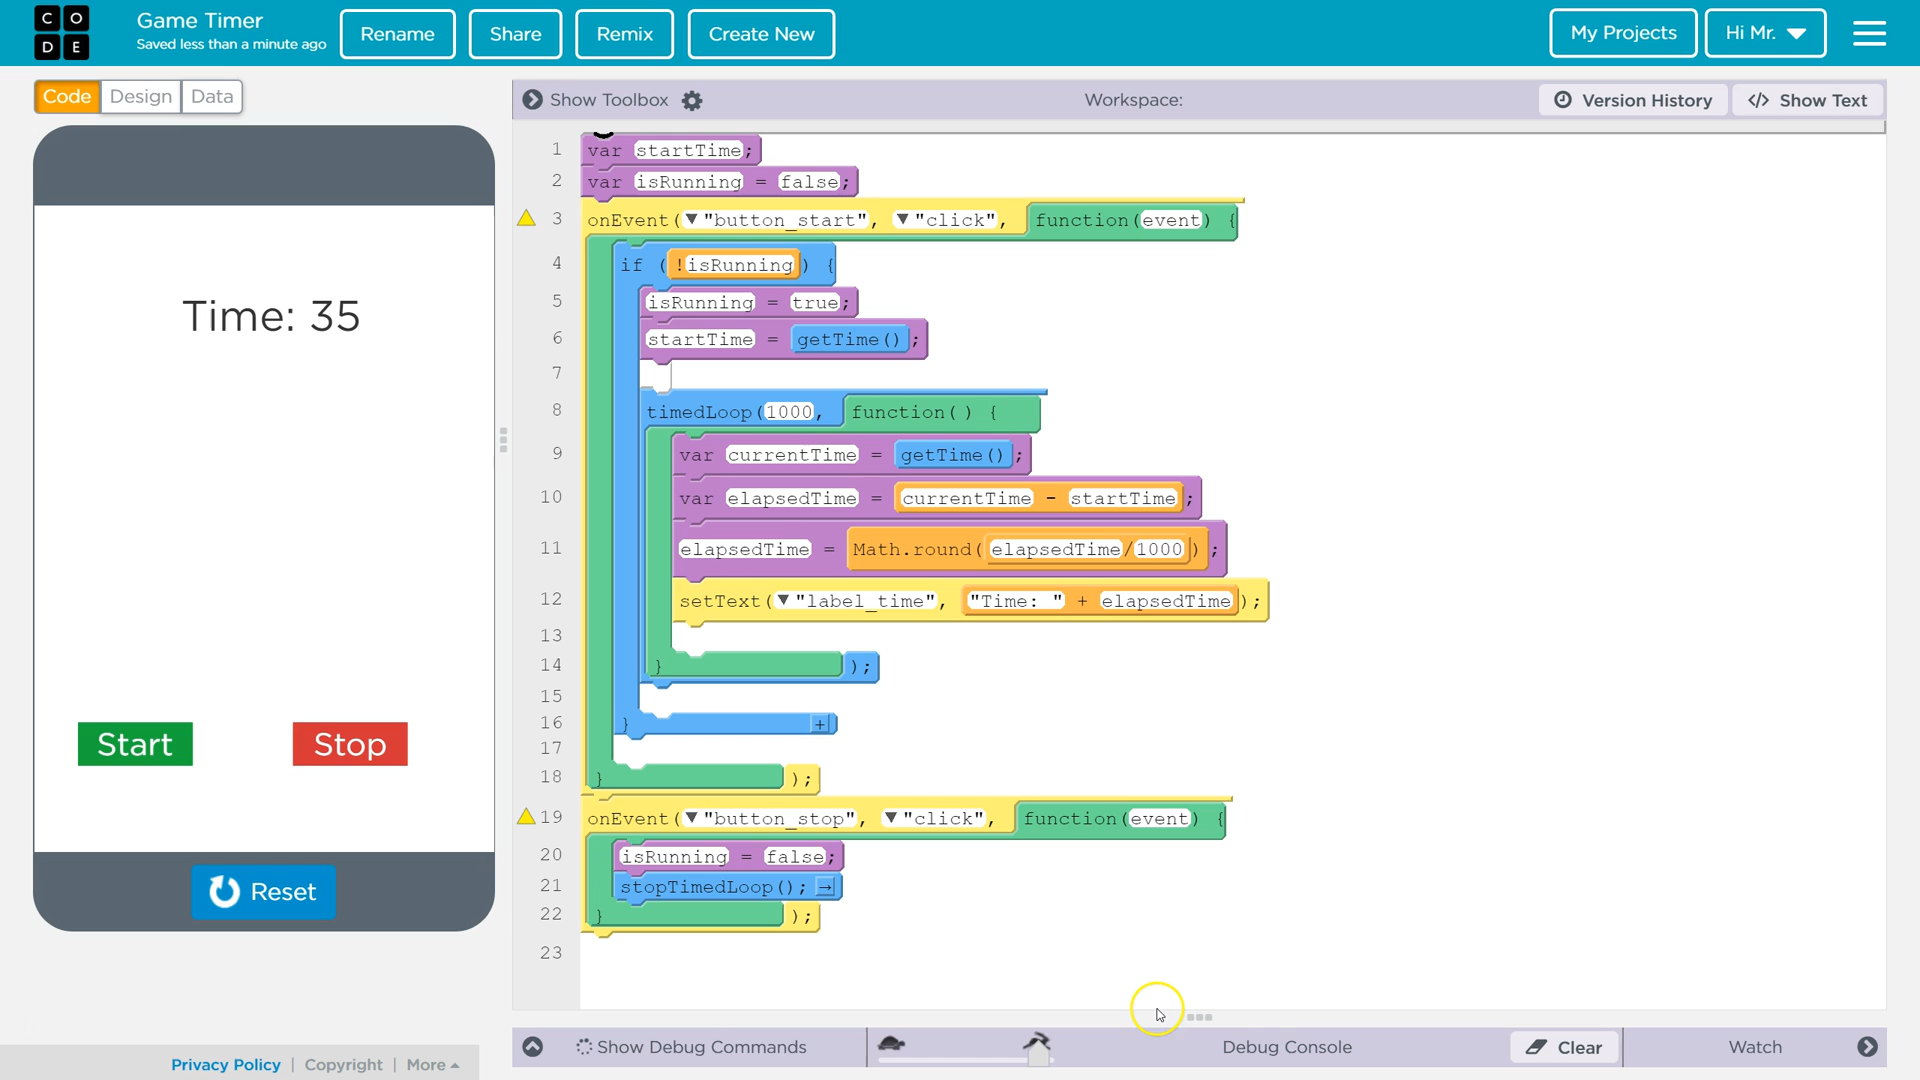 CO
DE
Game Timer
Saved less than a minute ago
Rename
Share
Remix
Create New
My Projects
Hi Mr.
Code
Design
Data
Show Toolbox
Workspace:
Version History
</> Show Text
Time: 35
Start
Stop
Reset
1 var startTime;
2 var isRunning = false;
3 onEvent("button_start", "click", function(event) {
4 if (!isRunning) {
5 isRunning = true;
6 startTime = getTime();
7
8 timedLoop(1000, function() {
9 var currentTime = getTime();
10 var elapsedTime = currentTime - startTime;
11 elapsedTime = Math.round(elapsedTime/1000);
12 setText("label_time", "Time: " + elapsedTime);
13
14 });
15
16 } +
17
18 });
19 onEvent("button_stop", "click", function(event) {
20 isRunning = false;
21 stopTimedLoop(); →
22 });
23
Show Debug Commands
Debug Console
Clear
Watch
Privacy Policy | Copyright | More